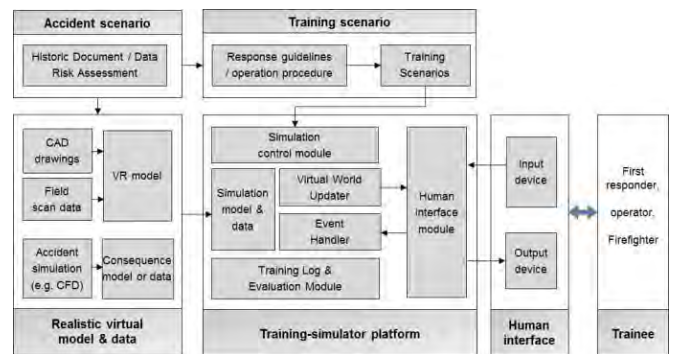 Accident scenario
Training scenario
Historic Document / Data
Risk Assessment
Response guidelines
/ operation procedure
Training
Scenarios
CAD
drawings
VR model
Field
scan data
Accident
simulation
(e.g. CFD)
Consequence
model or data
Realistic virtual
model & data
Simulation
control module
Simulation
model &
data
Virtual World
Updater
Event
Handler
Human
interface
module
Training Log &
Evaluation Module
Training-simulator platform
Input
device
Output
device
Human
interface
First
responder,
operator,
Firefighter
Trainee